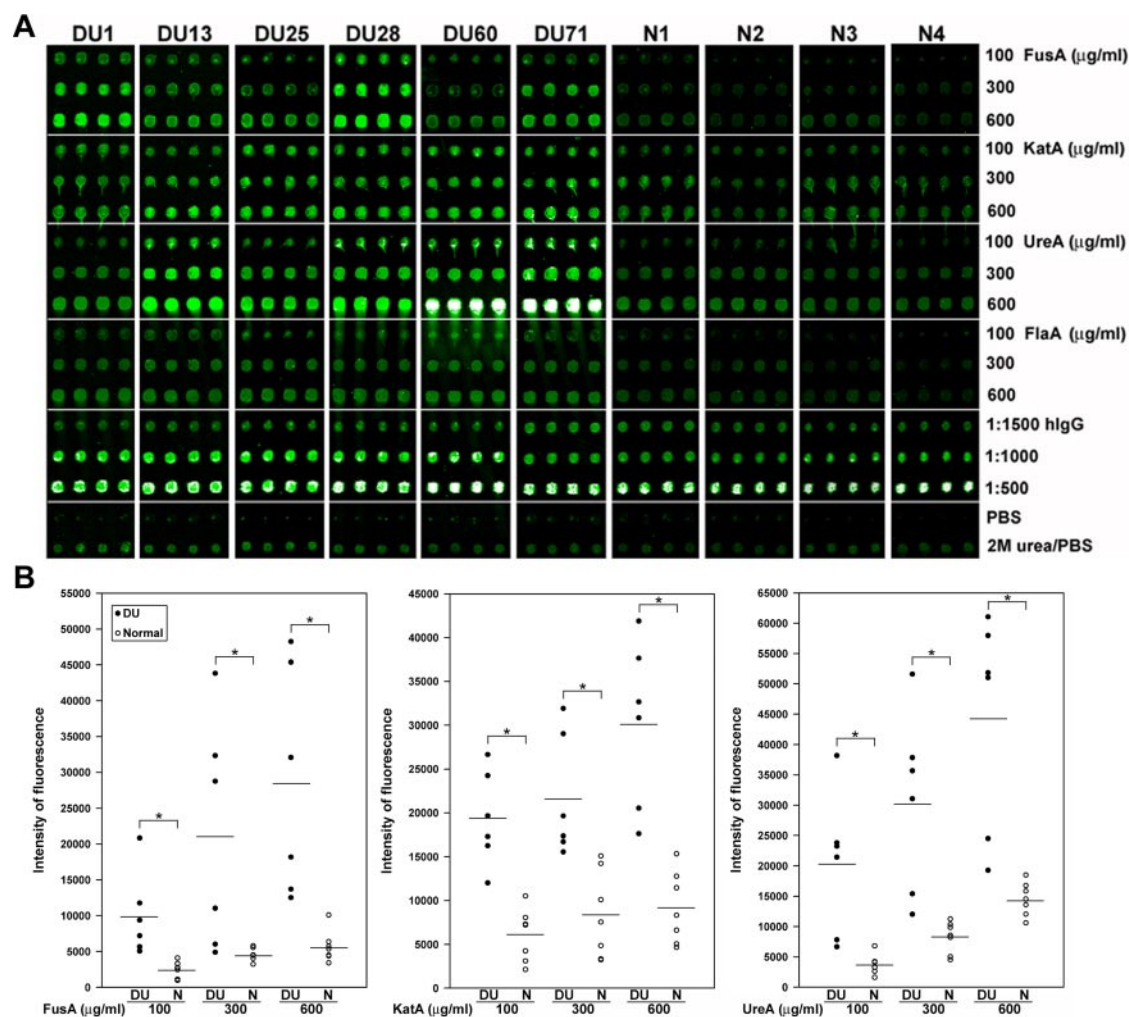 A
DU1 DU13 DU25 DU28 DU60 DU71 N1 N2 N3 N4
100 FusA (µg/ml)
300
600
100 KatA (µg/ml)
300
600
100 UreA (µg/ml)
300
600
100 FlaA (µg/ml)
300
600
1:1500 hIgG
1:1000
1:500
PBS
2M urea/PBS
B
55000
50000
45000
40000
35000
30000
25000
20000
15000
10000
5000
0
Intensity of fluorescence
DU
Normal
*
*
*
DU N DU N DU N
FusA (µg/ml) 100 300 600
45000
40000
35000
30000
25000
20000
15000
10000
5000
0
Intensity of fluorescence
*
*
*
DU N DU N DU N
KatA (µg/ml) 100 300 600
65000
60000
55000
50000
45000
40000
35000
30000
25000
20000
15000
10000
5000
0
Intensity of fluorescence
*
*
*
DU N DU N DU N
UreA (µg/ml) 100 300 600